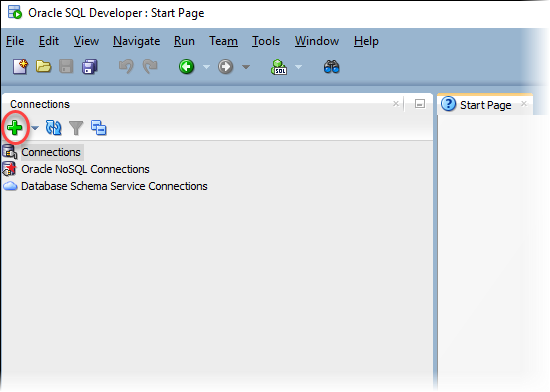 Oracle SQL Developer : Start Page
File Edit View Navigate Run Team Tools Window Help
SQL
Connections
Start Page
Connections
Oracle NoSQL Connections
Database Schema Service Connections